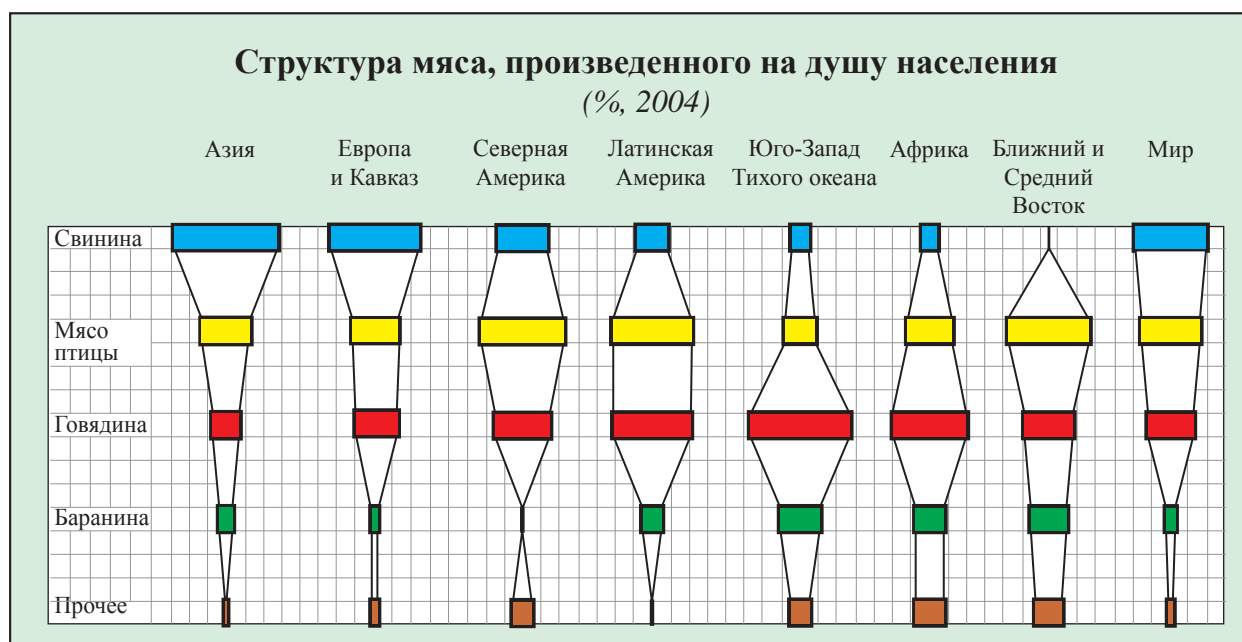 Структура мяса, произведенного на душу населения
(%, 2004)
Азия
Европа
и Кавказ
Северная
Америка
Латинская
Америка
Юго-Запад
Тихого океана
Африка
Ближний и
Средний
Восток
Мир
Свинина
Мясо
птицы
Говядина
Баранина
Прочее